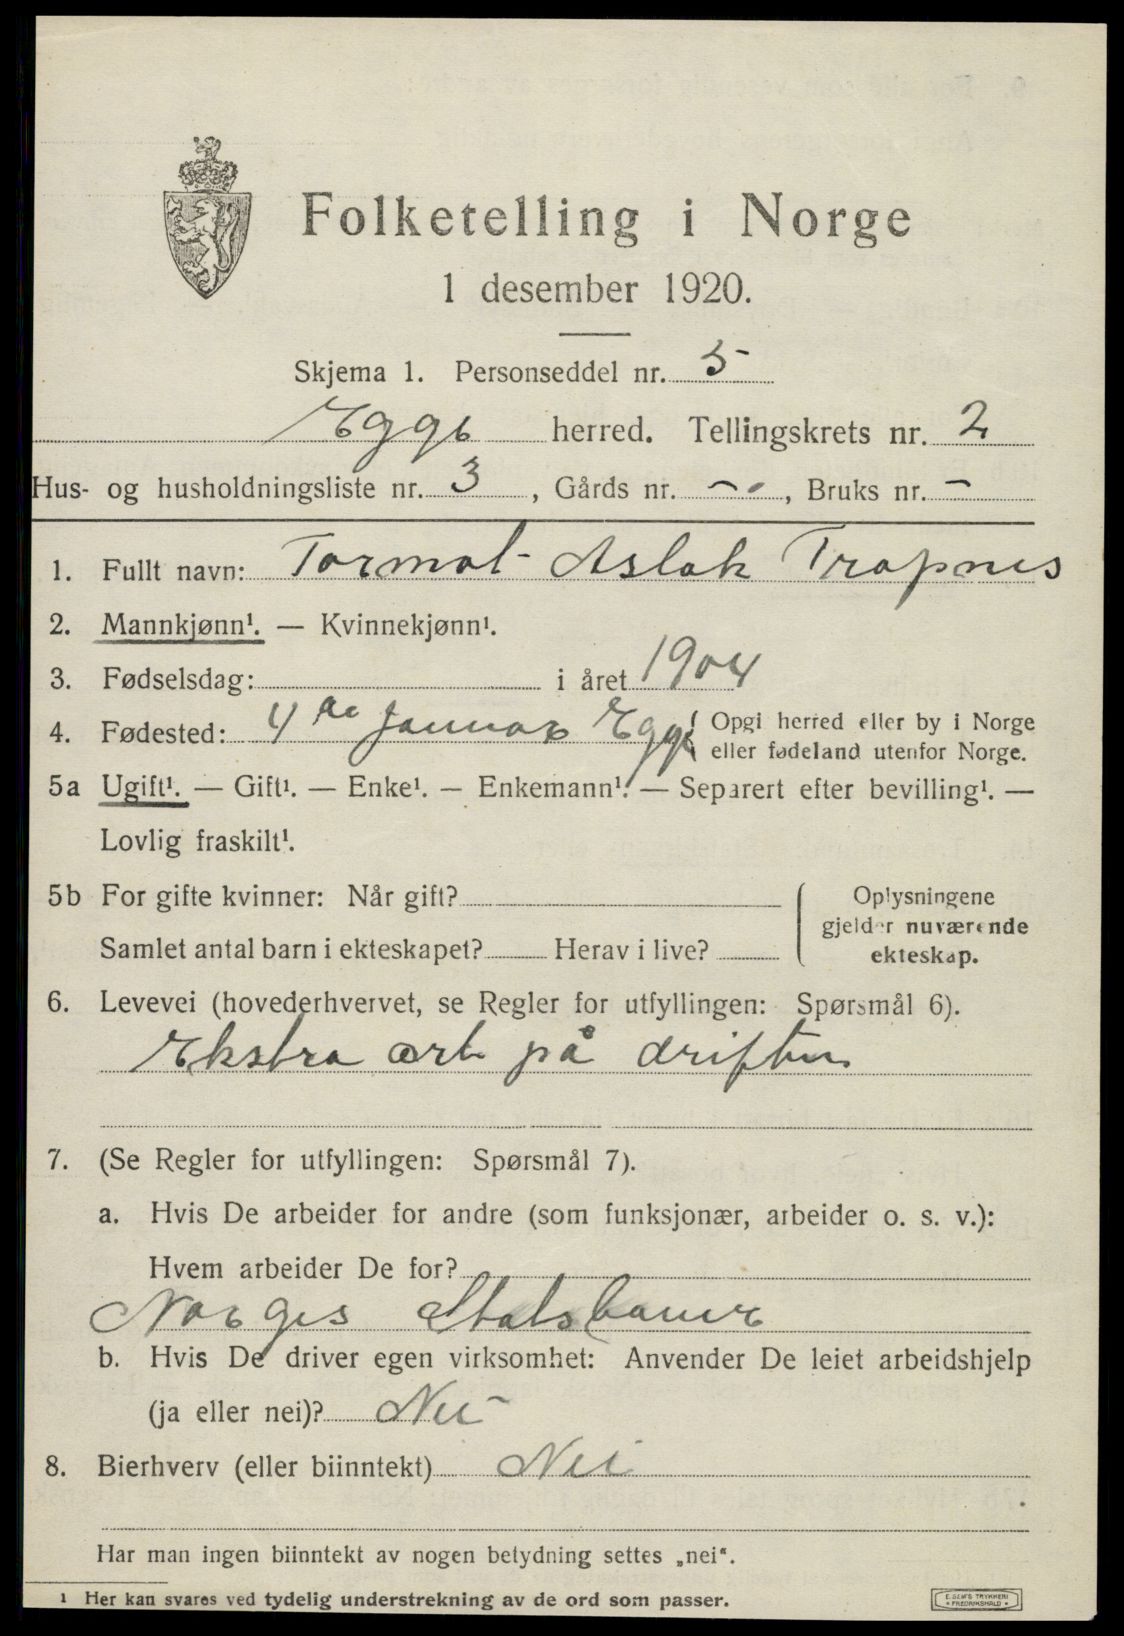 Folketelling i Norge
1 desember 1920.
Skjema 1. Personseddel nr. 5
Egge herred. Tellingskrets nr. 2
Hus- og husholdningsliste nr. 3, Gårds nr. - -, Bruks nr. -
1. Fullt navn: Tormot Aslak Trapnes
2. Mannkjønn¹. — Kvinnekjønn¹.
3. Fødselsdag: i året 1904
4. Fødested: 4de Januar Egge { Opgi herred eller by i Norge
eller fødeland utenfor Norge.
5a Ugift¹. — Gift¹. — Enke¹. — Enkemann¹. — Separert efter bevilling¹. —
Lovlig fraskilt¹.
5b For gifte kvinner: Når gift? Oplysningene
gjelder nuværende
Samlet antal barn i ekteskapet? Herav i live? ekteskap.
6. Levevei (hovederhvervet, se Regler for utfyllingen: Spørsmål 6).
Ekstra arb på driften
7. (Se Regler for utfyllingen: Spørsmål 7).
a. Hvis De arbeider for andre (som funksjonær, arbeider o. s. v.):
Hvem arbeider De for?
Norges Statsbaner
b. Hvis De driver egen virksomhet: Anvender De leiet arbeidshjelp
(ja eller nei)? Nei
8. Bierhverv (eller biinntekt) Nei
Har man ingen biinntekt av nogen betydning settes „nei“.
1 Her kan svares ved tydelig understrekning av de ord som passer.
E. SEM'S TRYKKERI
• FREDRIKSHALD •